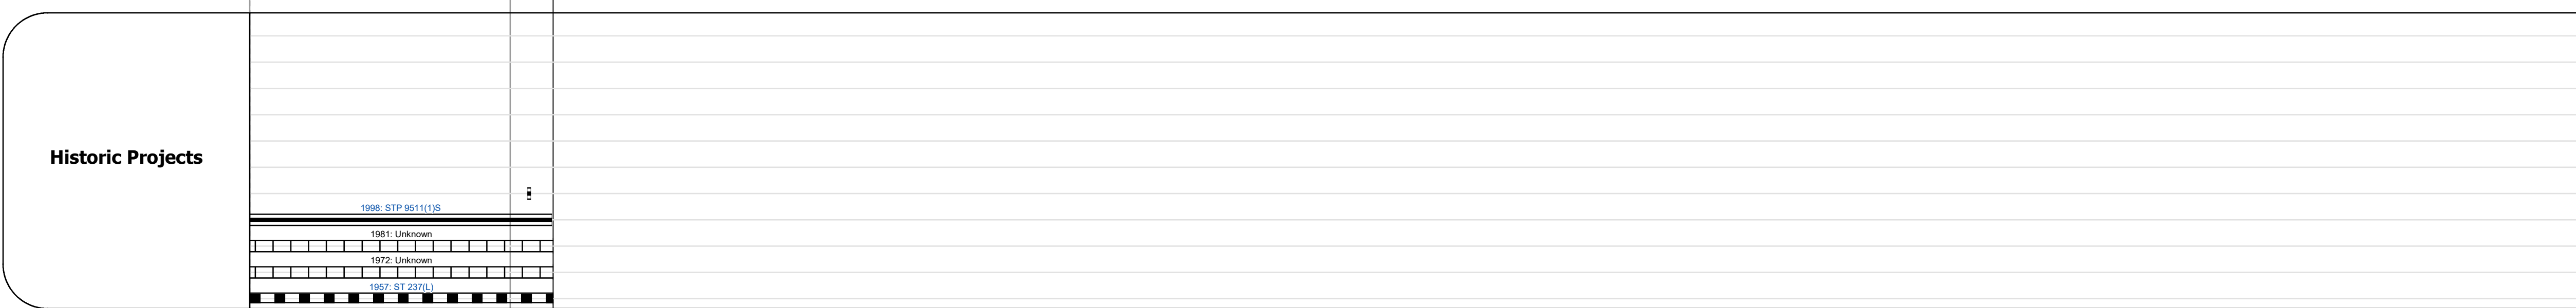 Historic Projects
1998: STP 9511(1)S
1981: Unknown
1972: Unknown
1957: ST 237(L)